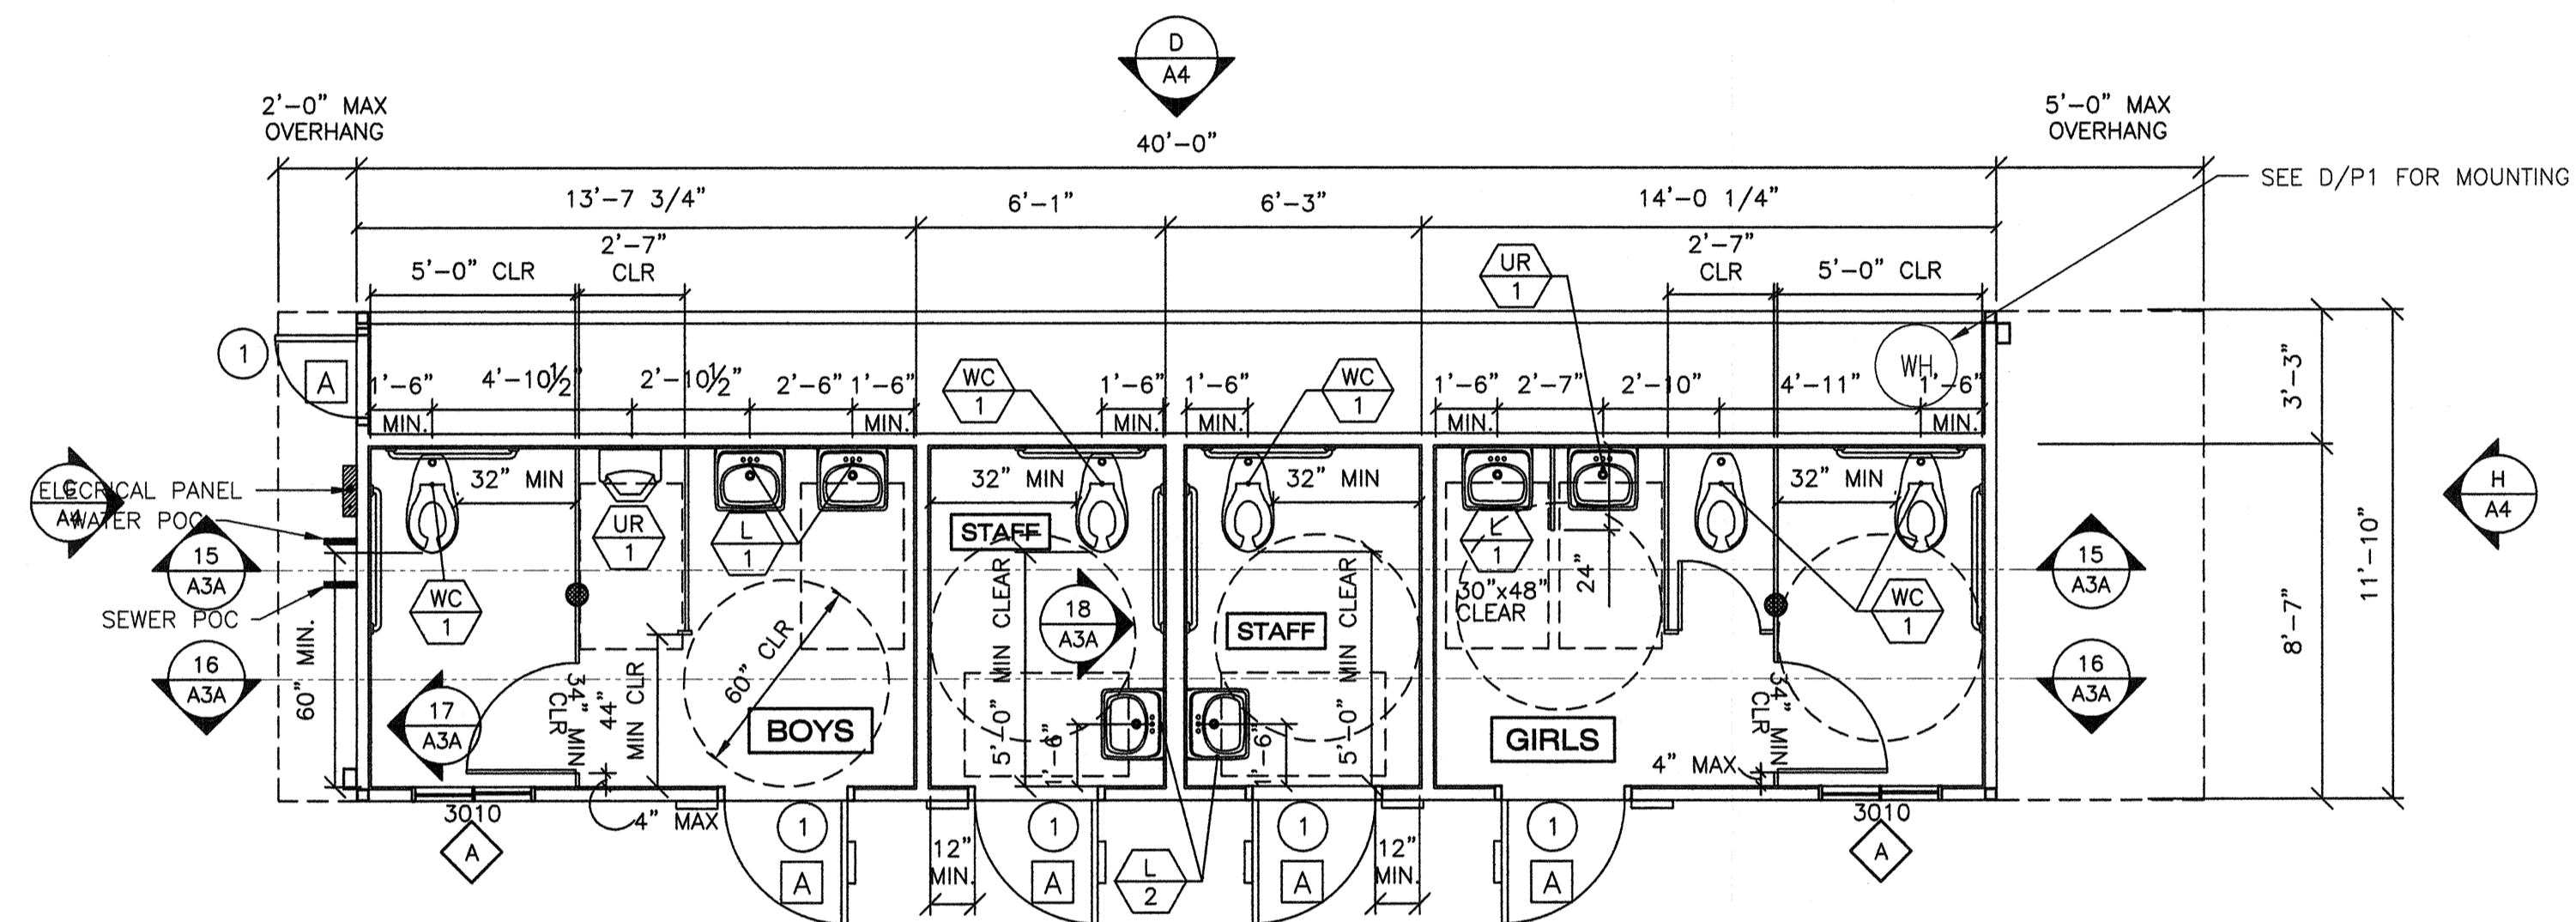 D
A4
2'-0" MAX
OVERHANG
40'-0"
5'-0" MAX
OVERHANG
SEE D/P1 FOR MOUNTING
13'-7 3/4"
6'-1"
6'-3"
14'-0 1/4"
5'-0" CLR
2'-7"
CLR
UR
1
2'-7"
CLR
5'-0" CLR
1
A
1'-6"
MIN.
4'-10½
2'-10½"
2'-6"
1'-6"
MIN.
WC
1
1'-6"
MIN.
1'-6"
MIN.
WC
1
1'-6"
MIN.
2'-7"
2'-10"
4'-11"
WH
1'-6"
MIN.
3'-3"
11'-10"
8'-7"
ELECRICAL PANEL
A4
WATER POC
32" MIN
32" MIN
32" MIN
32" MIN
H
A4
UR
1
L
1
STAFF
L
1
15
A3A
15
A3A
SEWER POC
WC
1
30"x48"
CLEAR
24"
WC
1
18
A3A
STAFF
5'-0" MIN CLEAR
5'-0" MIN CLEAR
60" MIN.
16
A3A
16
A3A
17
A3A
34" MIN
CLR
44"
MIN CLR
60" CLR
BOYS
1'-9"
1'-9"
GIRLS
34" MIN
CLR
4" MAX
3010
A
4" MAX
1
A
12"
MIN.
1
A
L
2
1
A
12"
MIN.
1
A
3010
A